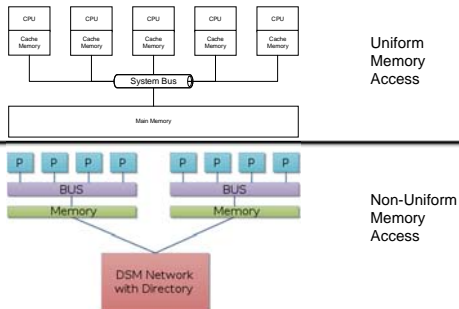 CPU CPU CPU CPU CPU
Cache Cache Cache Cache Cache
Memory Memory Memory Memory Memory
System Bus
Main Memory
Uniform
Memory
Access
P P P P P P P P
BUS BUS
Memory Memory
DSM Network
with Directory
Non-Uniform
Memory
Access